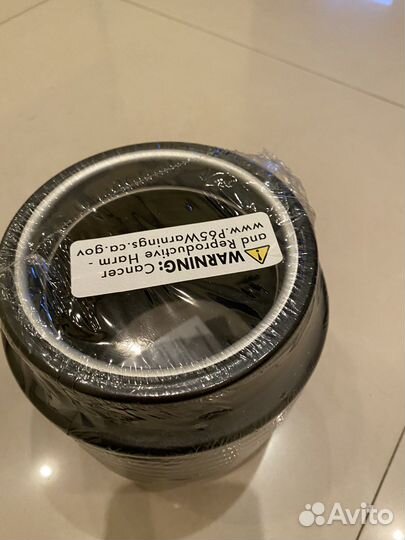 ⚠WARNING: Cancer
and Reproductive Harm -
www.P65Warnings.ca.gov
Avito